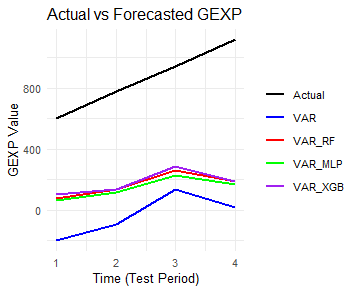 Actual vs Forecasted GEXP
GEXP Value
800
400
0
1 2 3 4
Time (Test Period)
Actual
VAR
VAR_RF
VAR_MLP
VAR_XGB